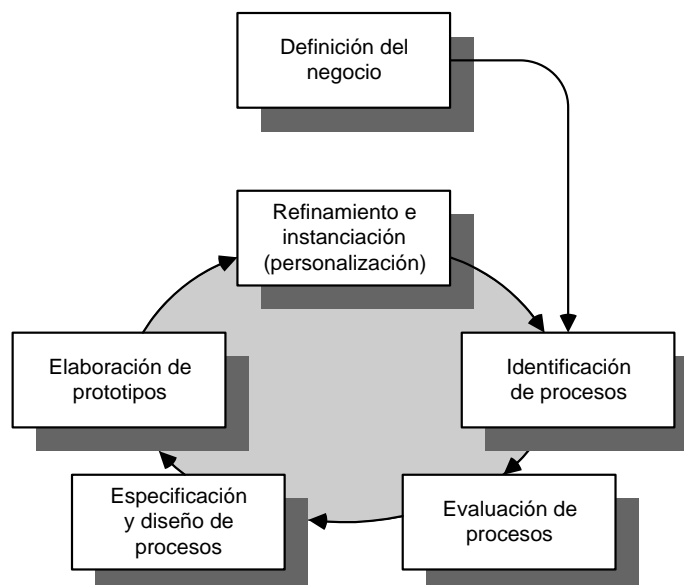 Definición del
negocio
Refinamiento e
instanciación
(personalización)
Elaboración de
prototipos
Identificación
de procesos
Especificación
y diseño de
procesos
Evaluación de
procesos